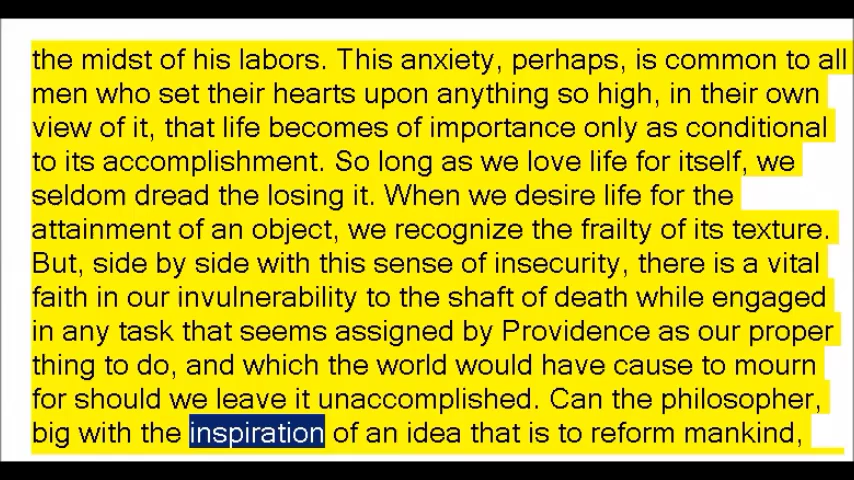 the midst of his labors. This anxiety, perhaps, is common to all
men who set their hearts upon anything so high, in their own
view of it, that life becomes of importance only as conditional
to its accomplishment. So long as we love life for itself, we
seldom dread the losing it. When we desire life for the
attainment of an object, we recognize the frailty of its texture.
But, side by side with this sense of insecurity, there is a vital
faith in our invulnerability to the shaft of death while engaged
in any task that seems assigned by Providence as our proper
thing to do, and which the world would have cause to mourn
for should we leave it unaccomplished. Can the philosopher,
big with the inspiration of an idea that is to reform mankind,